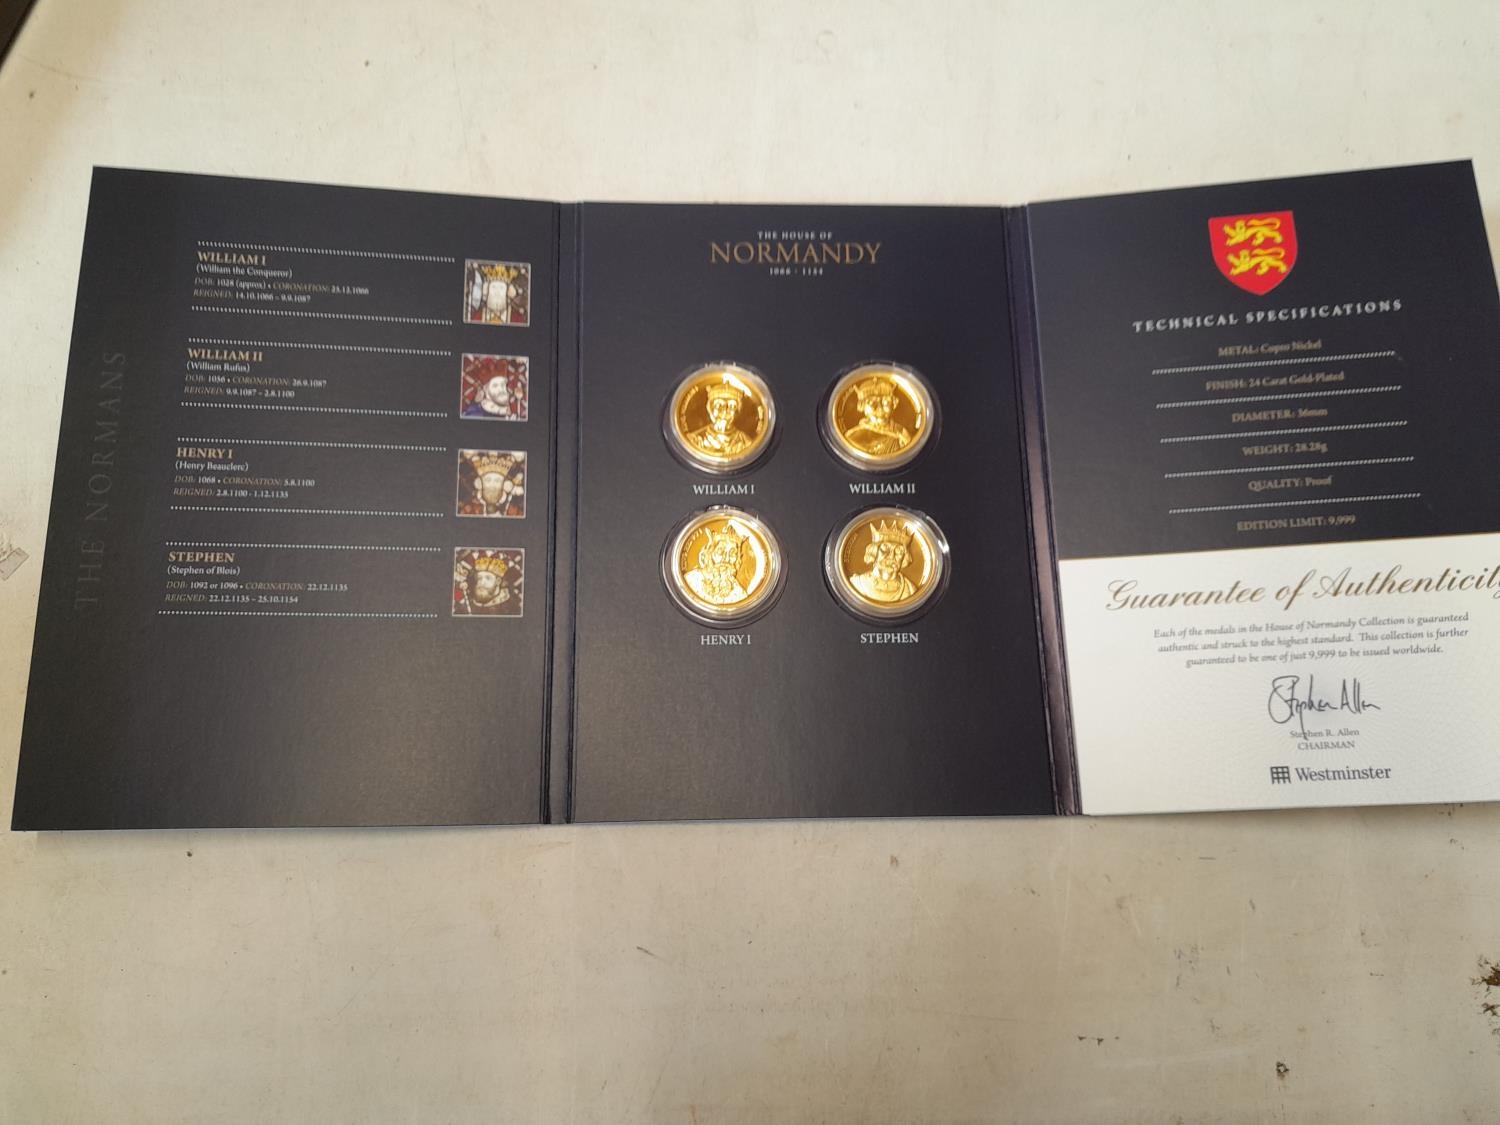 THE NORMANS
WILLIAM I
(William the Conqueror)
DOB: 1028 (approx) • CORONATION: 25.12.1066
REIGNED: 14.10.1066 – 9.9.1087
WILLIAM II
(William Rufus)
DOB: 1056 • CORONATION: 26.9.1087
REIGNED: 9.9.1087 – 2.8.1100
HENRY I
(Henry Beauclerc)
DOB: 1068 • CORONATION: 5.8.1100
REIGNED: 2.8.1100 - 1.12.1135
STEPHEN
(Stephen of Blois)
DOB: 1092 or 1096 • CORONATION: 22.12.1135
REIGNED: 22.12.1135 – 25.10.1154
THE HOUSE OF
NORMANDY
1066 - 1154
WILLIAM I
WILLIAM II
HENRY I
STEPHEN
TECHNICAL SPECIFICATIONS
METAL: Cupro Nickel
FINISH: 24 Carat Gold-Plated
DIAMETER: 36mm
WEIGHT: 28.28g
QUALITY: Proof
EDITION LIMIT: 9,999
Guarantee of Authenticity
Each of the medals in the House of Normandy Collection is guaranteed
authentic and struck to the highest standard. This collection is further
guaranteed to be one of just 9,999 to be issued worldwide.
Stephen Allen
Stephen R. Allen
CHAIRMAN
Westminster